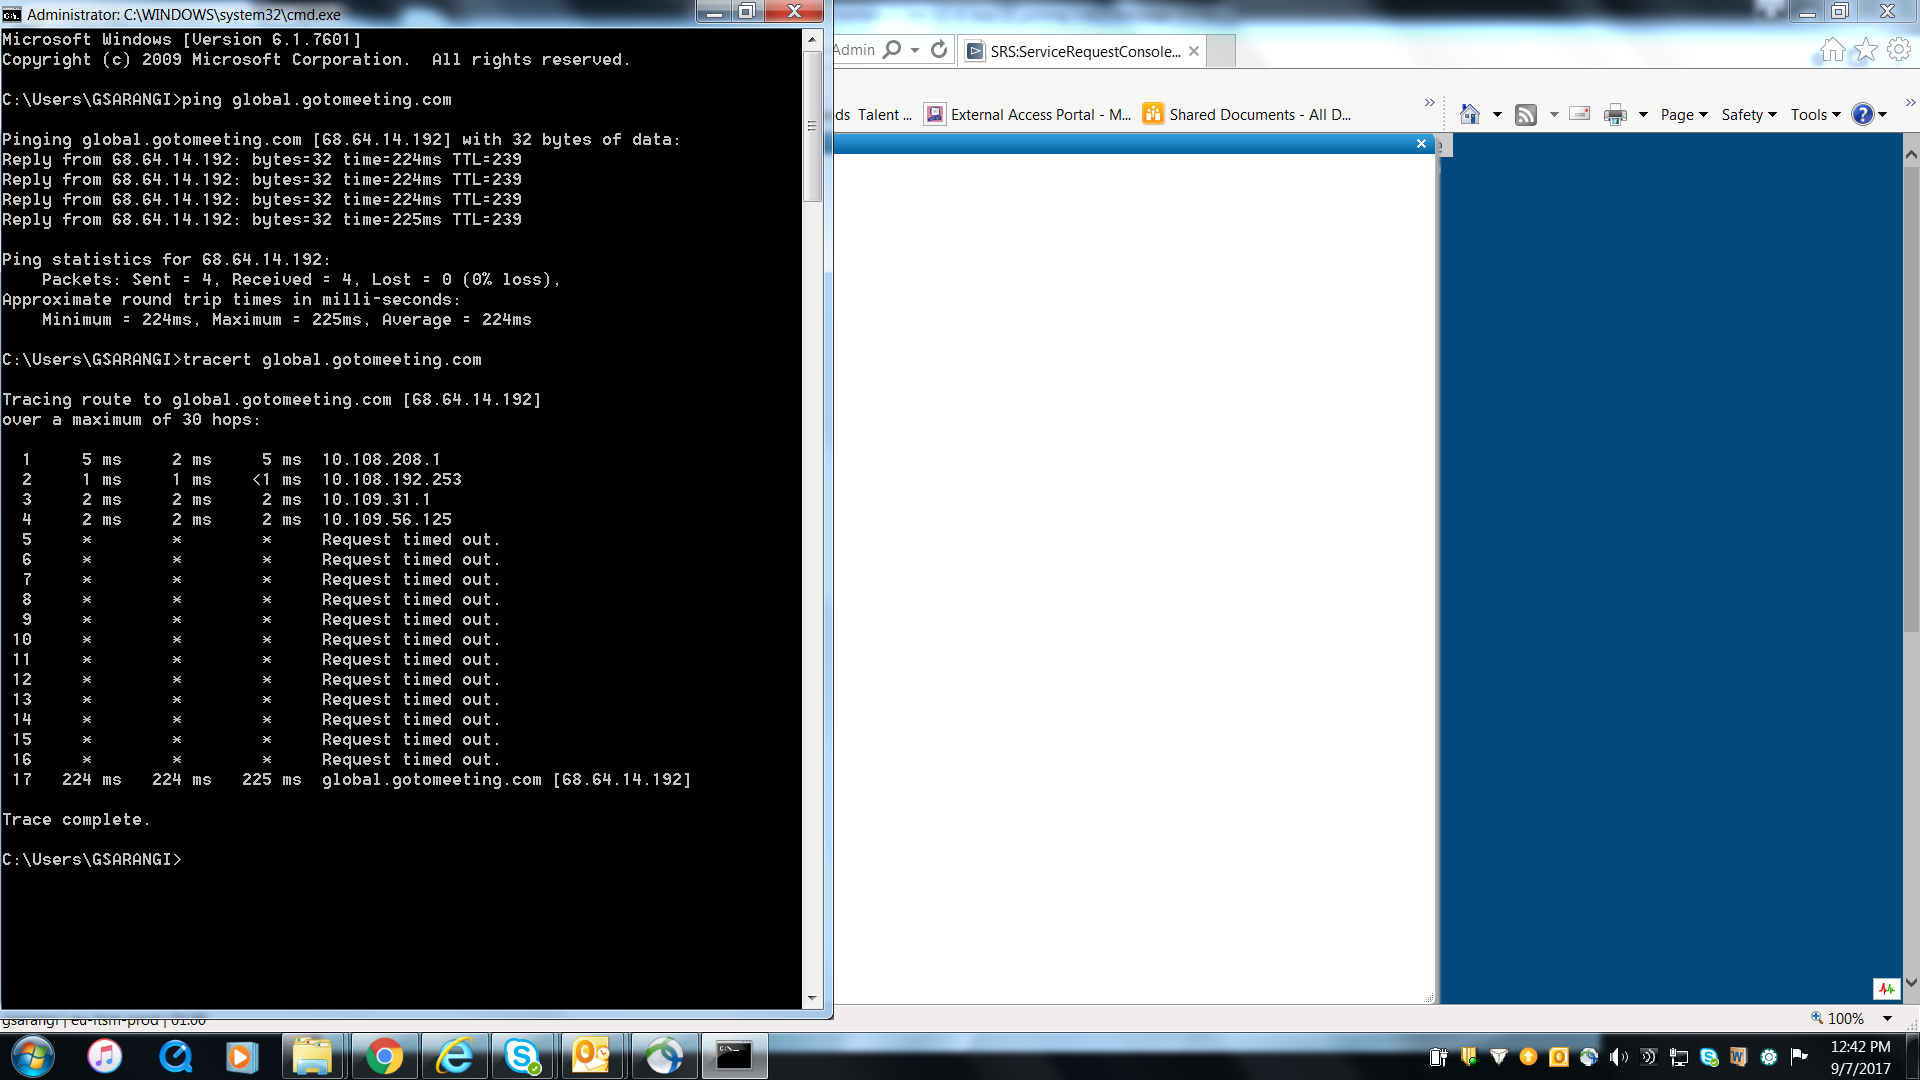 Administrator: C:\WINDOWS\system32\cmd.exe
Microsoft Windows [Version 6.1.7601]
Copyright (c) 2009 Microsoft Corporation.  All rights reserved.
C:\Users\GSARANGI>ping global.gotomeeting.com
Pinging global.gotomeeting.com [68.64.14.192] with 32 bytes of data:
Reply from 68.64.14.192: bytes=32 time=224ms TTL=239
Reply from 68.64.14.192: bytes=32 time=224ms TTL=239
Reply from 68.64.14.192: bytes=32 time=224ms TTL=239
Reply from 68.64.14.192: bytes=32 time=225ms TTL=239
Ping statistics for 68.64.14.192:
    Packets: Sent = 4, Received = 4, Lost = 0 (0% loss),
Approximate round trip times in milli-seconds:
    Minimum = 224ms, Maximum = 225ms, Average = 224ms
C:\Users\GSARANGI>tracert global.gotomeeting.com
Tracing route to global.gotomeeting.com [68.64.14.192]
over a maximum of 30 hops:
  1     5 ms     2 ms     5 ms  10.108.208.1
  2     1 ms     1 ms    <1 ms  10.108.192.253
  3     2 ms     2 ms     2 ms  10.109.31.1
  4     2 ms     2 ms     2 ms  10.109.56.125
  5     *        *        *     Request timed out.
  6     *        *        *     Request timed out.
  7     *        *        *     Request timed out.
  8     *        *        *     Request timed out.
  9     *        *        *     Request timed out.
 10     *        *        *     Request timed out.
 11     *        *        *     Request timed out.
 12     *        *        *     Request timed out.
 13     *        *        *     Request timed out.
 14     *        *        *     Request timed out.
 15     *        *        *     Request timed out.
 16     *        *        *     Request timed out.
 17   224 ms   224 ms   225 ms  global.gotomeeting.com [68.64.14.192]
Trace complete.
C:\Users\GSARANGI>
Admin
SRS:ServiceRequestConsole...
ds Talent ...
External Access Portal - M...
Shared Documents - All D...
Page
Safety
Tools
gsarangi | eu-itsm-prod | 01:00
100%
12:42 PM
9/7/2017